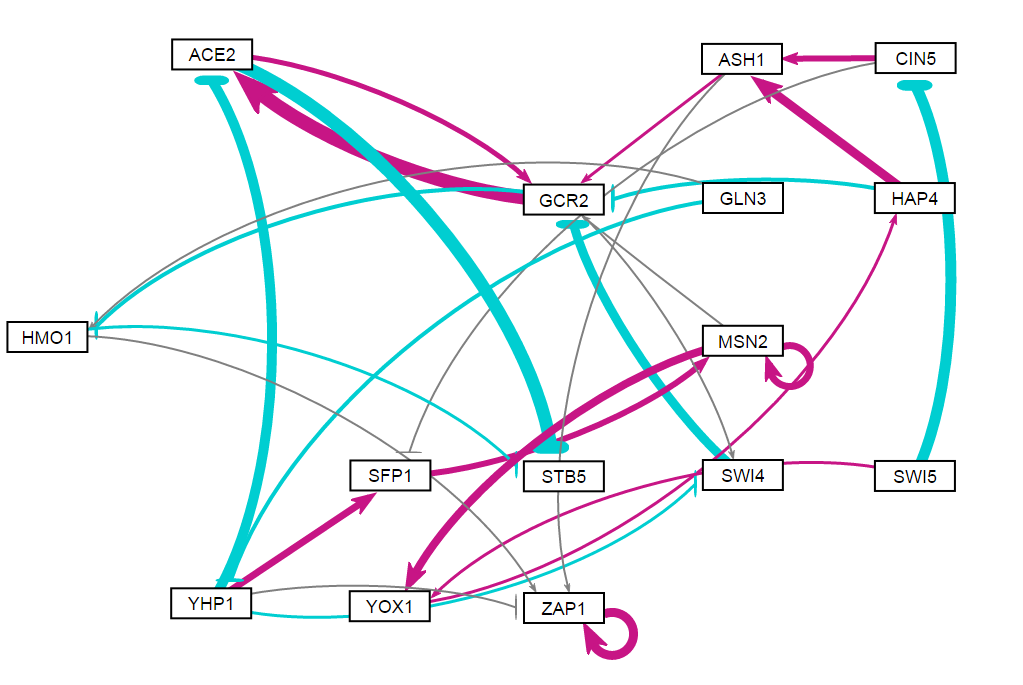 ACE2
ASH1
CIN5
GCR2
GLN3
HAP4
HMO1
MSN2
SFP1
STB5
SWI4
SWI5
YHP1
YOX1
ZAP1